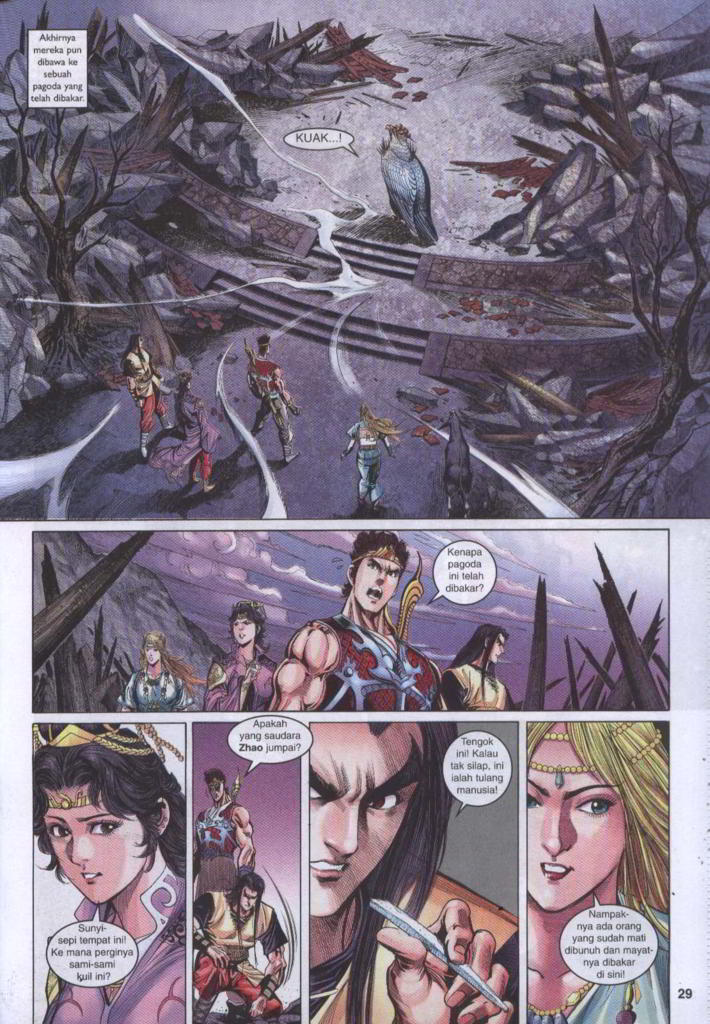 Akhirnya
mereka pun
dibawa ke
sebuah
pagoda yang
telah dibakar.
KUAK...!
Kenapa
pagoda
ini telah
dibakar?
Sunyi-
sepi tempat ini!
Ke mana perginya
sami-sami
kuil ini?
Apakah
yang saudara
Zhao jumpai?
Tengok
ini! Kalau
tak silap, ini
ialah tulang
manusia!
Nampak-
nya ada orang
yang sudah mati
dibunuh dan mayat-
nya dibakar
di sini!
29